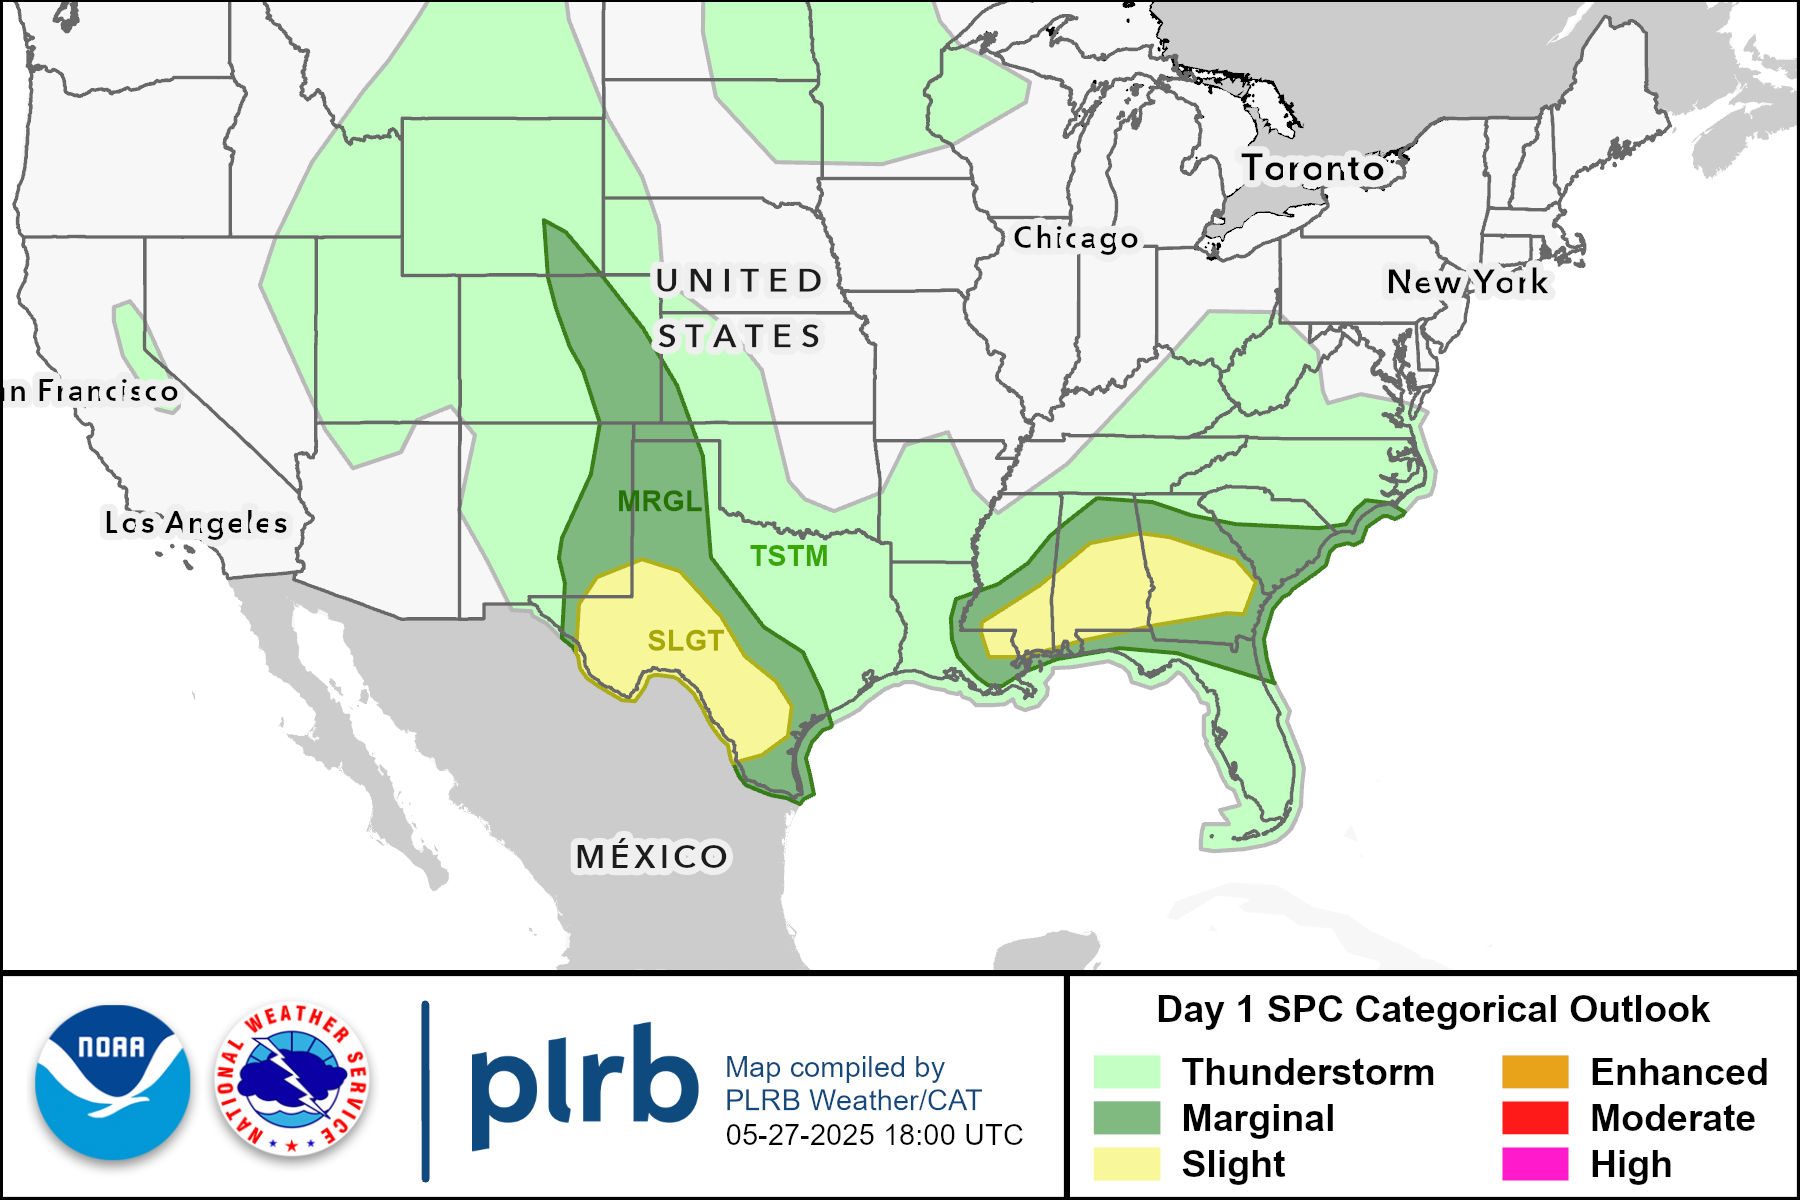 Toronto
Chicago
UNITED
STATES
New York
an Francisco
MRGL
Los Angeles
TSTM
SLGT
MÉXICO
NOAA
NATIONAL WEATHER SERVICE
plrb
Map compiled by
PLRB Weather/CAT
05-27-2025 18:00 UTC
Day 1 SPC Categorical Outlook
Thunderstorm
Marginal
Slight
Enhanced
Moderate
High